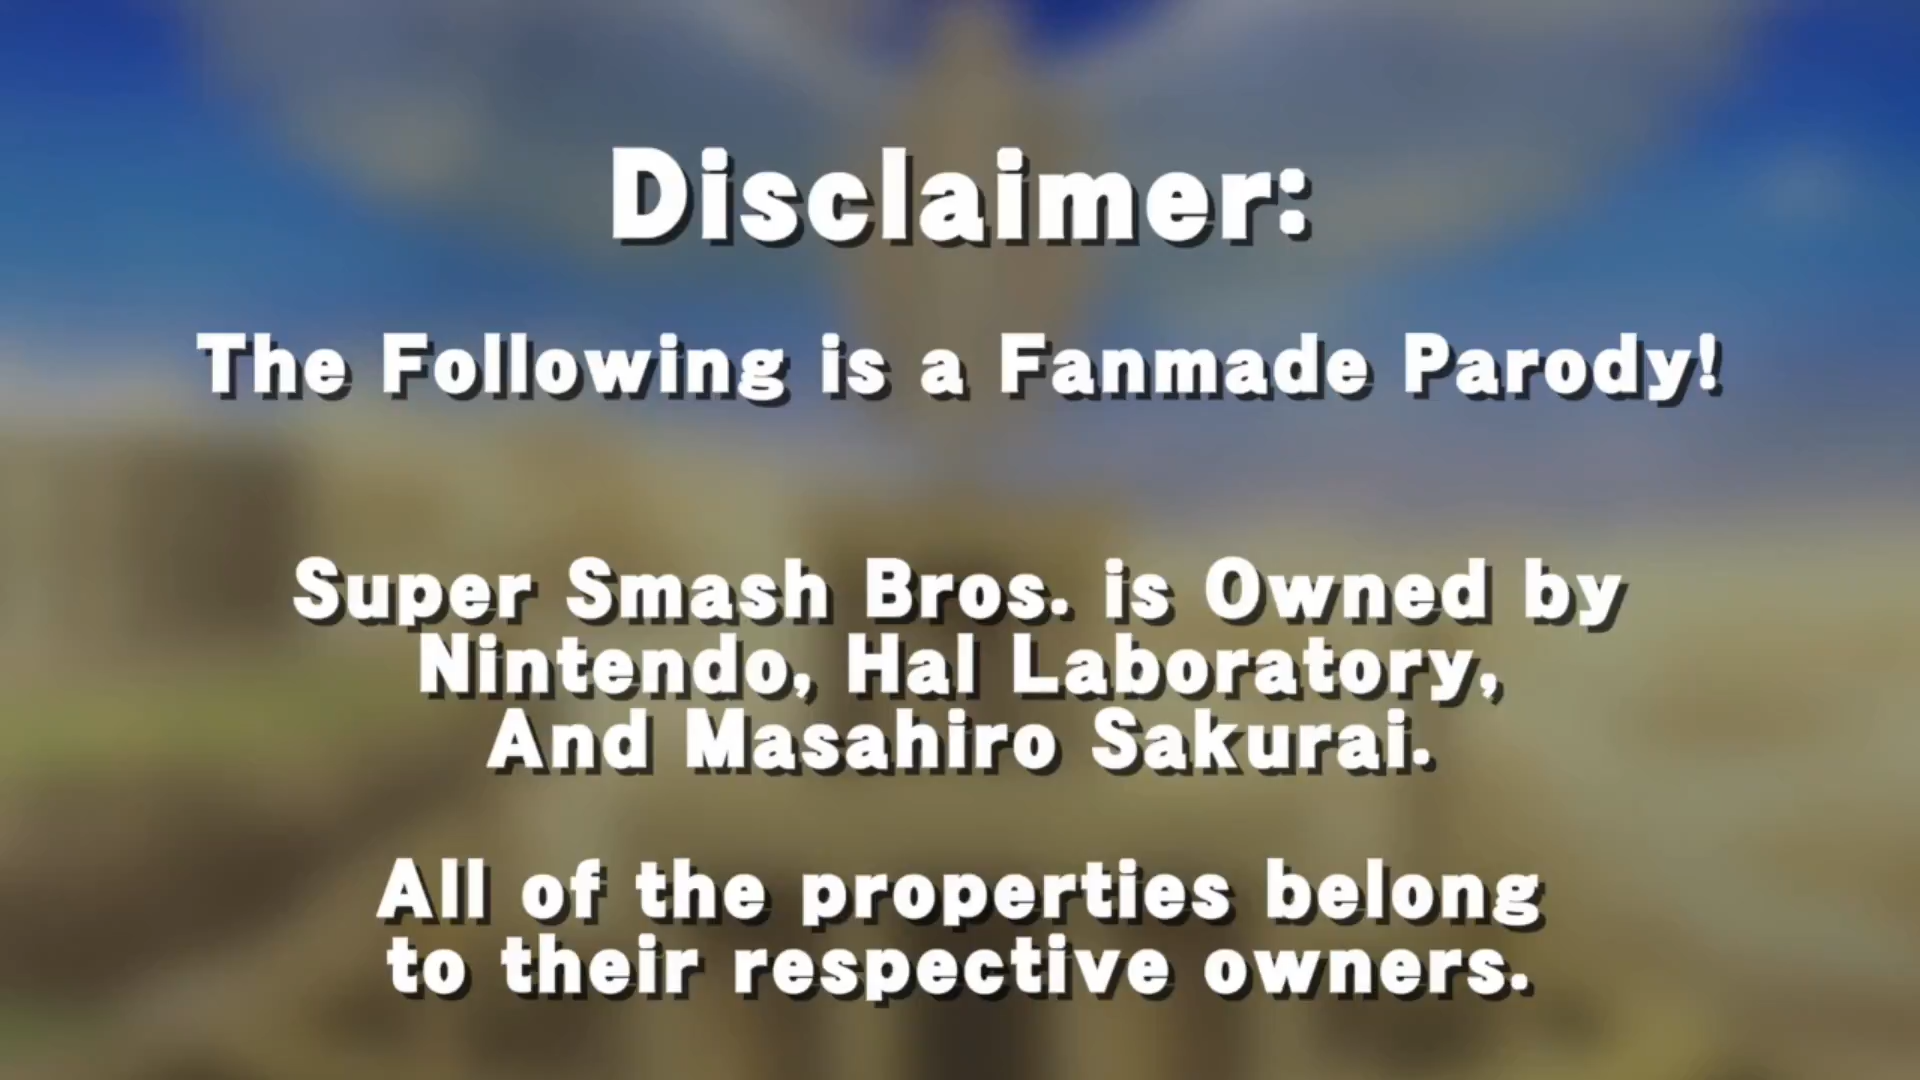 Disclaimer:
The Following is a Fanmade Parody!
Super Smash Bros. is Owned by
Nintendo, Hal Laboratory,
And Masahiro Sakurai.
All of the properties belong
to their respective owners.